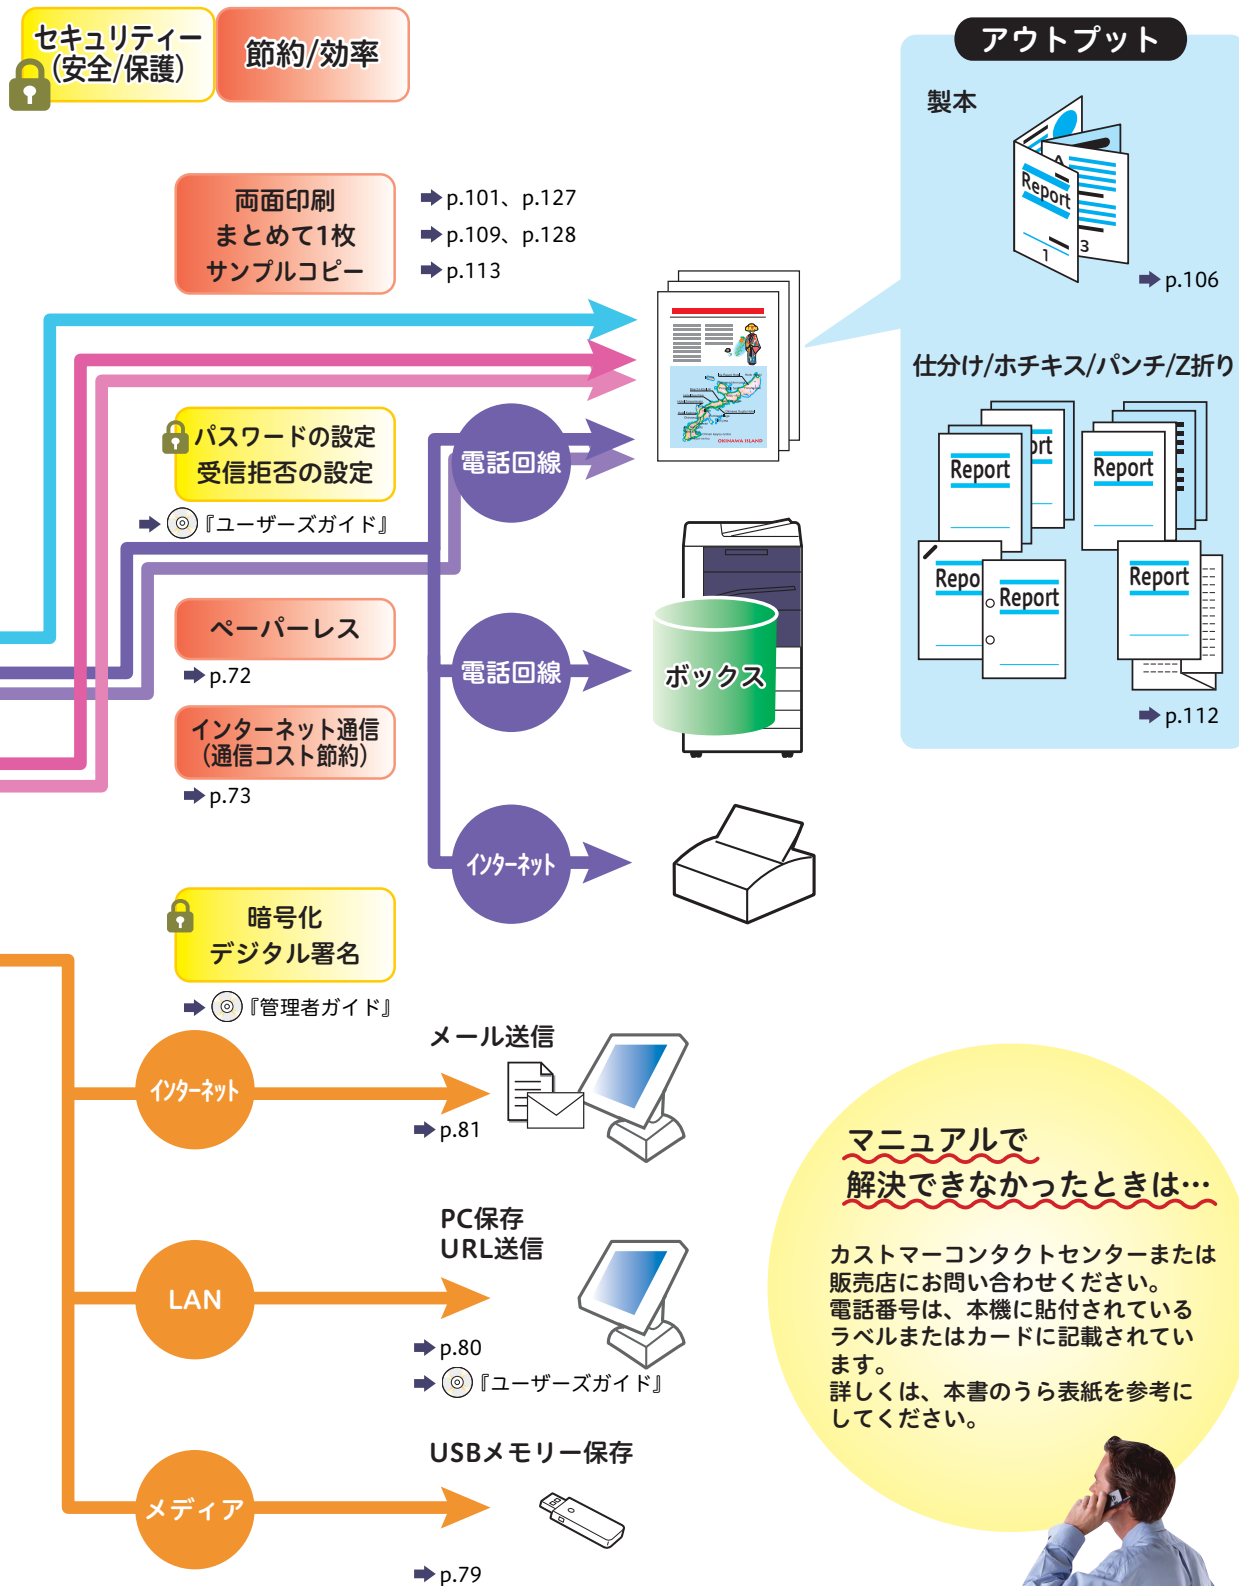 セキュリティー
(安全/保護)
節約/効率
アウトプット
製本
Report
1
3
➡ p.106
両面印刷
まとめて1枚
サンプルコピー
➡ p.101、p.127
➡ p.109、p.128
➡ p.113
OKINAWA ISLAND
仕分け/ホチキス/パンチ/Z折り
Report
Report
Repo
Report
Report
➡ p.112
パスワードの設定
受信拒否の設定
➡『ユーザーズガイド』
電話回線
ペーパーレス
➡ p.72
電話回線
ボックス
インターネット通信
(通信コスト節約)
➡ p.73
インターネット
暗号化
デジタル署名
➡『管理者ガイド』
インターネット
メール送信
➡ p.81
LAN
PC保存
URL送信
➡ p.80
➡『ユーザーズガイド』
メディア
USBメモリー保存
➡ p.79
マニュアルで
解決できなかったときは…
カストマーコンタクトセンターまたは
販売店にお問い合わせください。
電話番号は、本機に貼付されている
ラベルまたはカードに記載されてい
ます。
詳しくは、本書のうら表紙を参考に
してください。